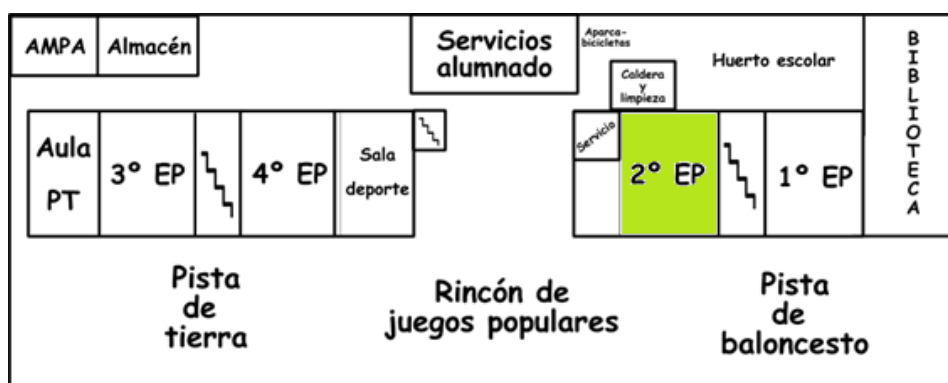 AMPA
Almacén
Servicios
alumnado
Aparca-
bicicletas
Caldera
y
limpieza
Huerto escolar
BIBLIOTECA
Aula
PT
3º EP
4º EP
Sala
deporte
Servicio
2º EP
1º EP
Pista
de
tierra
Rincón de
juegos populares
Pista
de
baloncesto